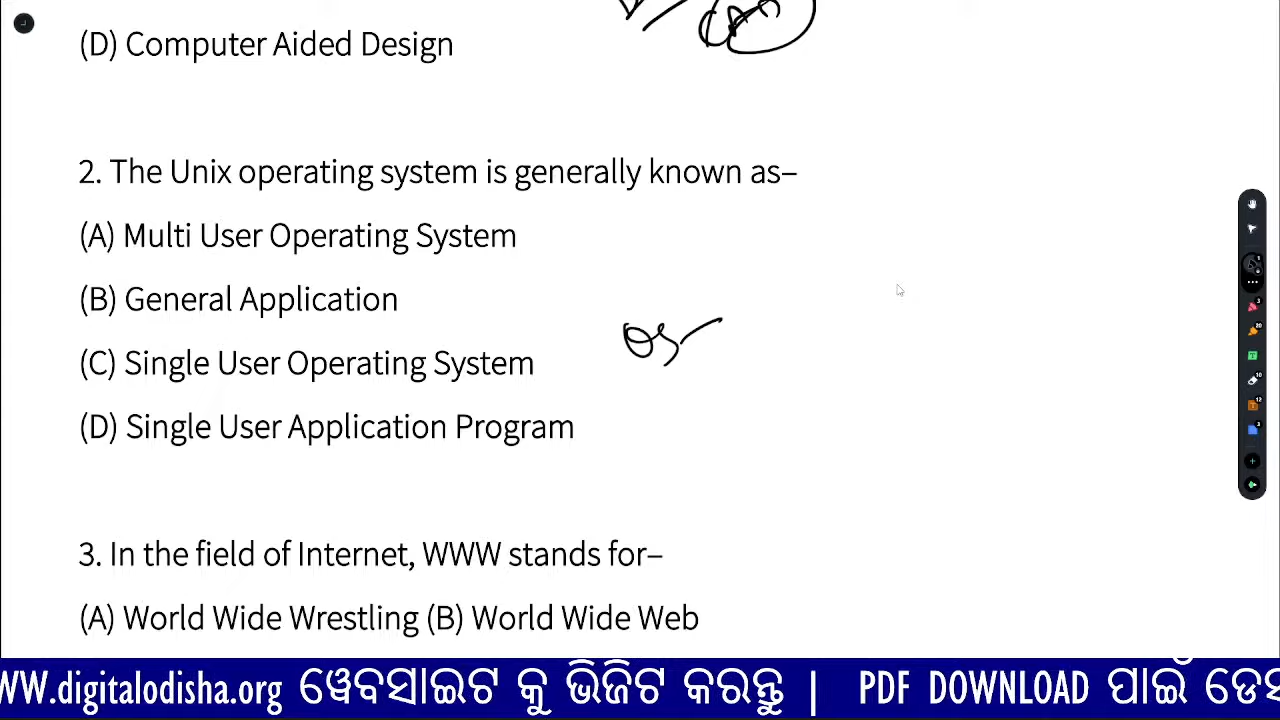 (D) Computer Aided Design
2. The Unix operating system is generally known as–
(A) Multi User Operating System
(B) General Application
(C) Single User Operating System
OS
(D) Single User Application Program
3. In the field of Internet, WWW stands for–
(A) World Wide Wrestling (B) World Wide Web
WW.digitalodisha.org ୱେବସାଇଟ କୁ ଭିଜିଟ କରନ୍ତୁ | PDF DOWNLOAD ପାଇଁ ଡେସ